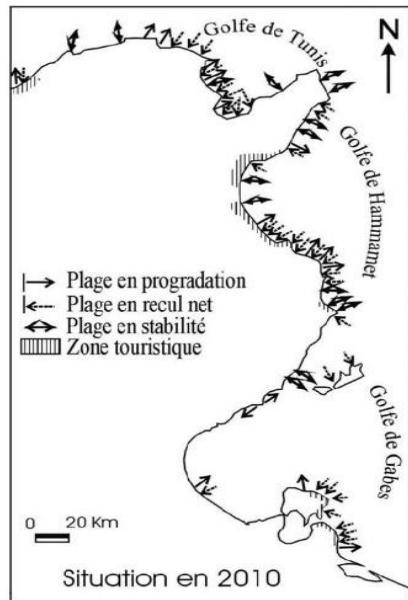 Golfe de Tunis
N
Golfe de Hammamet
Plage en progradation
Plage en recul net
Plage en stabilité
Zone touristique
Golfe de Gabes
0 20 Km
Situation en 2010